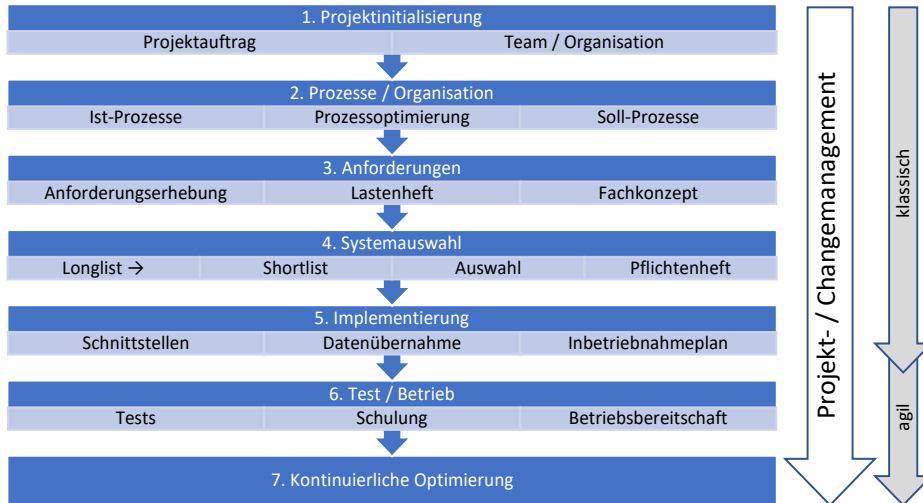 1. Projektinitialisierung
Projektauftrag Team / Organisation
2. Prozesse / Organisation
Ist-Prozesse Prozessoptimierung Soll-Prozesse
3. Anforderungen
Anforderungserhebung Lastenheft Fachkonzept
4. Systemauswahl
Longlist → Shortlist Auswahl Pflichtenheft
5. Implementierung
Schnittstellen Datenübernahme Inbetriebnahmeplan
6. Test / Betrieb
Tests Schulung Betriebsbereitschaft
7. Kontinuierliche Optimierung
Projekt- / Changemanagement
klassisch
agil